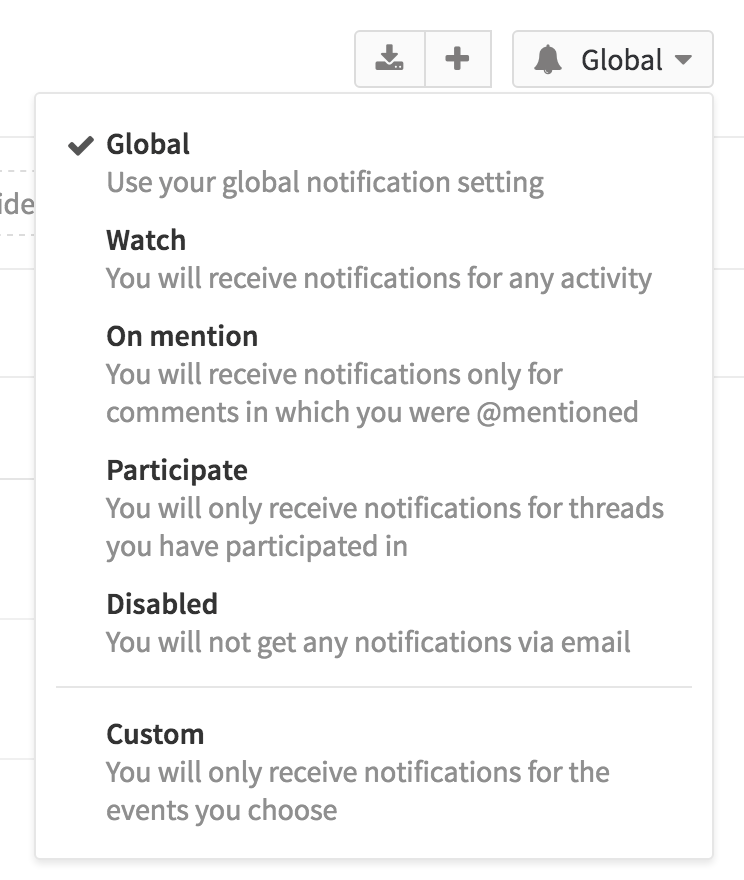 Global
Global
Use your global notification setting
ide
Watch
You will receive notifications for any activity
On mention
You will receive notifications only for
comments in which you were @mentioned
Participate
You will only receive notifications for threads
you have participated in
Disabled
You will not get any notifications via email
Custom
You will only receive notifications for the
events you choose